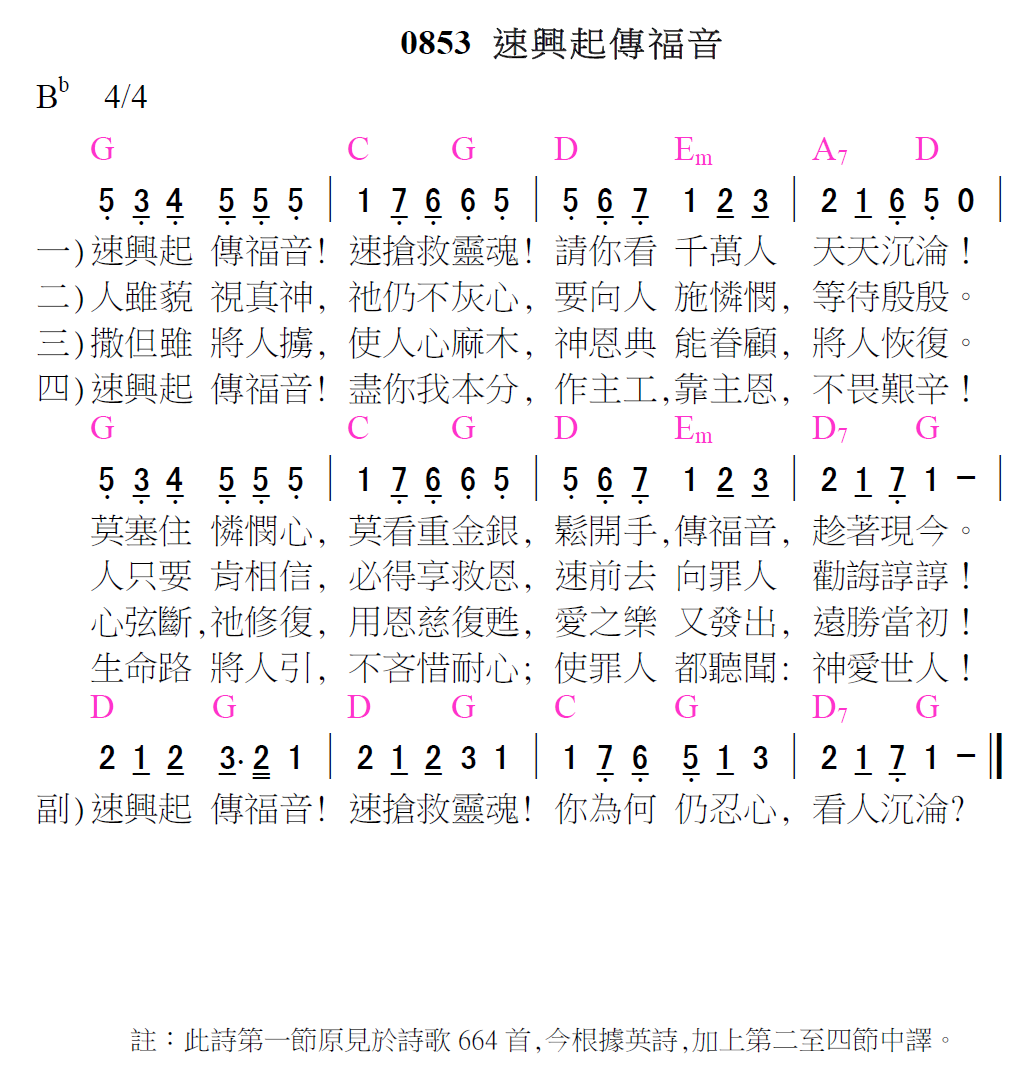 0853 速興起傳福音
Bb 4/4
G C G D Em A7 D
5 3 4 5 5 5 | 1 7 6 6 5 | 5 6 7 1 2 3 | 2 1 6 5 0 |
一)速興起 傳福音! 速搶救靈魂! 請你看 千萬人 天天沉淪!
二)人雖藐 視真神, 祂仍不灰心, 要向人 施憐憫, 等待殷殷。
三)撒但雖 將人擄, 使人心麻木, 神恩典 能眷顧, 將人恢復。
四)速興起 傳福音! 盡你我本分, 作主工,靠主恩, 不畏艱辛!
G C G D Em D7 G
5 3 4 5 5 5 | 1 7 6 6 5 | 5 6 7 1 2 3 | 2 1 7 1 – |
莫塞住 憐憫心, 莫看重金銀, 鬆開手,傳福音, 趁著現今。
人只要 肯相信, 必得享救恩, 速前去 向罪人 勸誨諄諄!
心弦斷,祂修復, 用恩慈復甦, 愛之樂 又發出, 遠勝當初!
生命路 將人引, 不吝惜耐心; 使罪人 都聽聞: 神愛世人!
D G D G C G D7 G
2 1 2 3· 2 1 | 2 1 2 3 1 | 1 7 6 5 1 3 | 2 1 7 1 – ||
副)速興起 傳福音! 速搶救靈魂! 你為何 仍忍心, 看人沉淪?
註：此詩第一節原見於詩歌 664 首,今根據英詩,加上第二至四節中譯。